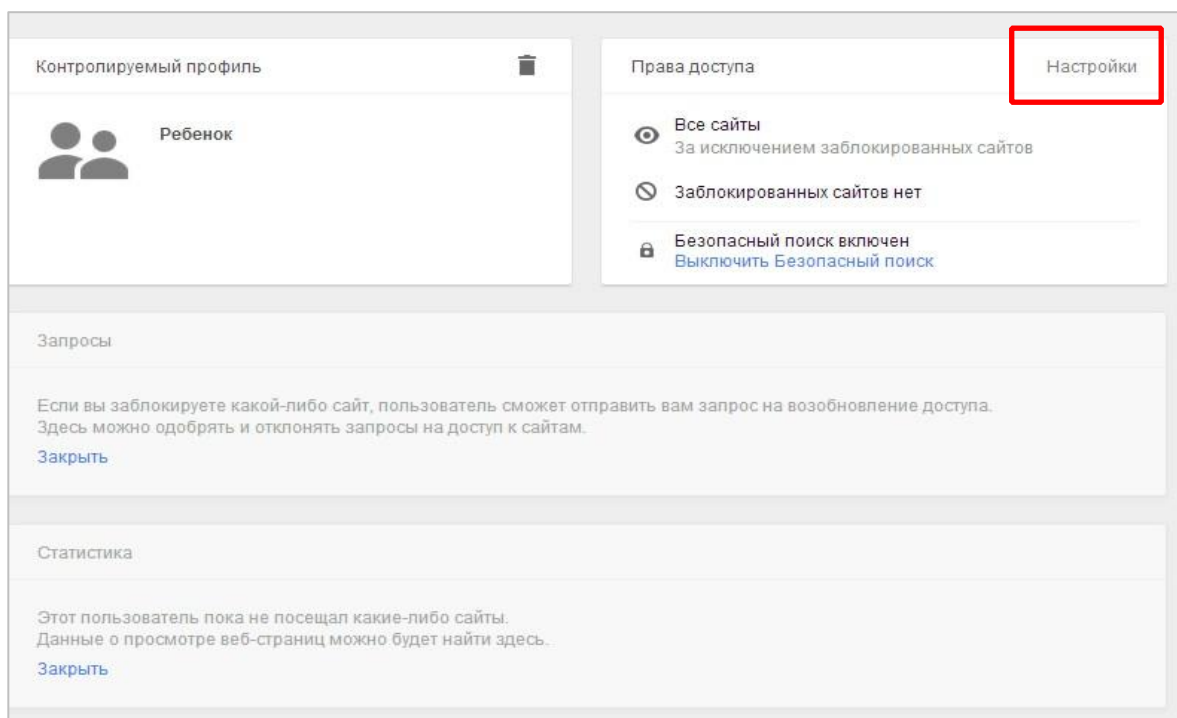 Контролируемый профиль
Ребенок
Права доступа
Настройки
Все сайты
За исключением заблокированных сайтов
Заблокированных сайтов нет
Безопасный поиск включен
Выключить Безопасный поиск
Запросы
Если вы заблокируете какой-либо сайт, пользователь сможет отправить вам запрос на возобновление доступа.
Здесь можно одобрять и отклонять запросы на доступ к сайтам.
Закрыть
Статистика
Этот пользователь пока не посещал какие-либо сайты.
Данные о просмотре веб-страниц можно будет найти здесь.
Закрыть